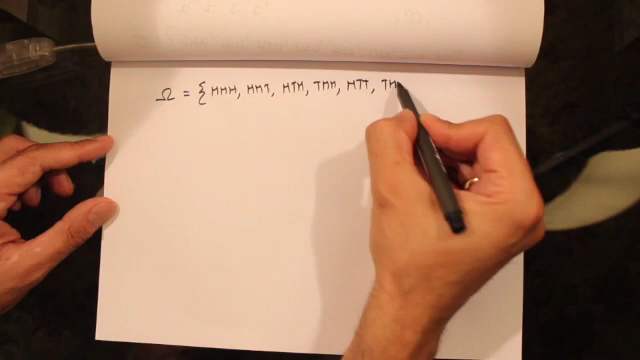 Ω = { HHH, HHT, HTH, THH, HTT, TH